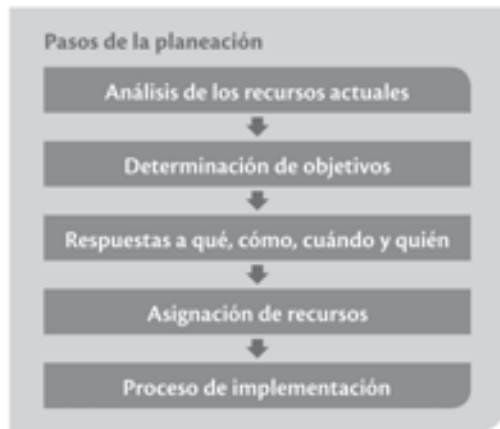 Pasos de la planeación
Análisis de los recursos actuales
Determinación de objetivos
Respuestas a qué, cómo, cuándo y quién
Asignación de recursos
Proceso de implementación